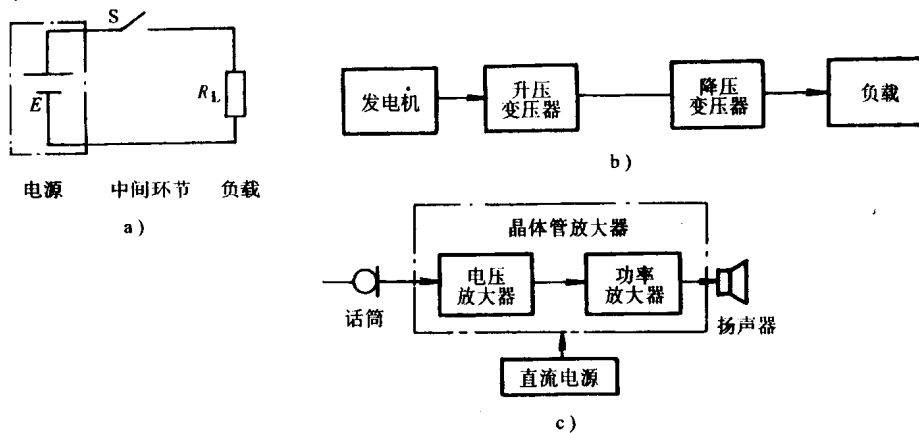 S
E
R_L
电源 中间环节 负载
a)
发电机
升压
变压器
降压
变压器
负载
b)
晶体管放大器
电压
放大器
功率
放大器
话筒
扬声器
直流电源
c)